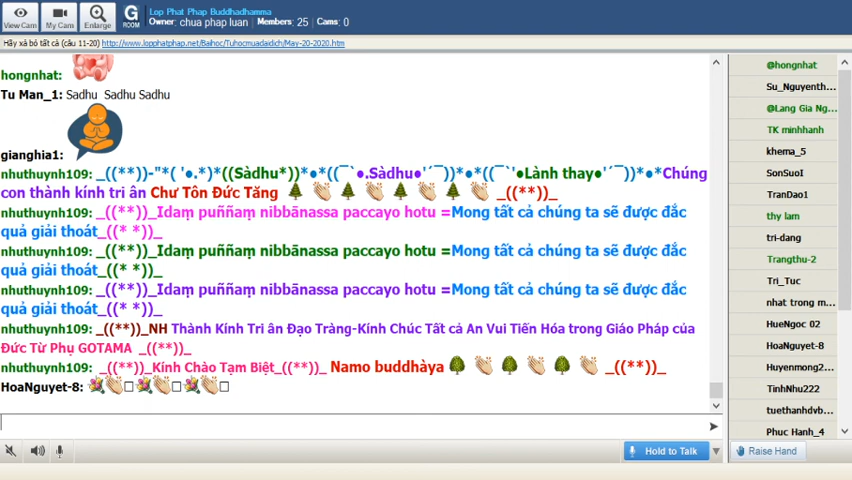 Lop Phat Phap Buddhadhamma
Owner: chua phap luan Members: 25 Cams: 0
View Cam My Cam Enlarge G ROOM
Hãy xả bỏ tất cả (câu 11-20) http://www.lopphatphap.net/Baihoc/Tuhocmuadaidich/May-20-2020.htm
hongnhat:
Tu Man_1: Sadhu Sadhu Sadhu
gianghia1:
nhuthuynh109: _((**))-"*( '●.*)*((Sàdhu*))*●*((¯`●.Sàdhu●'´¯))*●*((¯`'●Lành thay●'´¯))*●*Chúng
con thành kính tri ân Chư Tôn Đức Tăng _((**))_
nhuthuynh109: _((**))_Idaṃ puññaṃ nibbānassa paccayo hotu =Mong tất cả chúng ta sẽ được đắc
quả giải thoát_((* *))_
nhuthuynh109: _((**))_Idaṃ puññaṃ nibbānassa paccayo hotu =Mong tất cả chúng ta sẽ được đắc
quả giải thoát_((* *))_
nhuthuynh109: _((**))_Idaṃ puññaṃ nibbānassa paccayo hotu =Mong tất cả chúng ta sẽ được đắc
quả giải thoát_((* *))_
nhuthuynh109: _((**))_NH Thành Kính Tri ân Đạo Tràng-Kính Chúc Tất cả An Vui Tiến Hóa trong Giáo Pháp của
Đức Từ Phụ GOTAMA _((**))_
nhuthuynh109: _((**))_Kính Chào Tạm Biệt_((**))_ Namo buddhàya _((**))_
HoaNguyet-8:
@hongnhat
Su_Nguyenth...
@Lang Gia Ng...
TK minhhanh
khema_5
SonSuoI
TranDao1
thy lam
tri-dang
Trangthu-2
Tri_Tuc
nhat trong m...
HueNgoc 02
HoaNguyet-8
Huyenmong2...
TinhNhu222
tuethanhdvb...
Phuc Hanh_4
Hold to Talk
Raise Hand